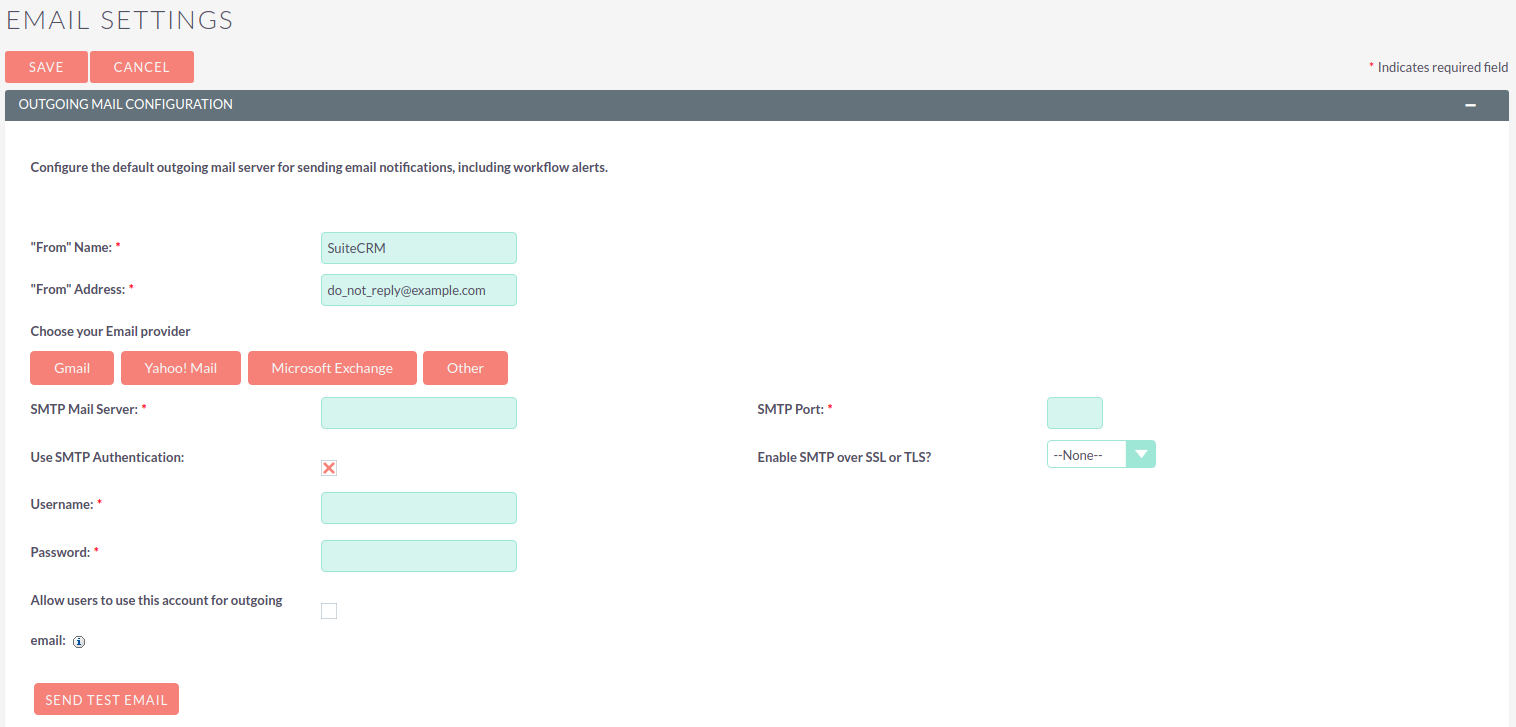 EMAIL SETTINGS
SAVE CANCEL * Indicates required field
OUTGOING MAIL CONFIGURATION
Configure the default outgoing mail server for sending email notifications, including workflow alerts.
"From" Name: * SuiteCRM
"From" Address: * do_not_reply@example.com
Choose your Email provider
Gmail Yahoo! Mail Microsoft Exchange Other
SMTP Mail Server: * SMTP Port: *
Use SMTP Authentication: Enable SMTP over SSL or TLS? --None--
Username: *
Password: *
Allow users to use this account for outgoing
email: i
SEND TEST EMAIL